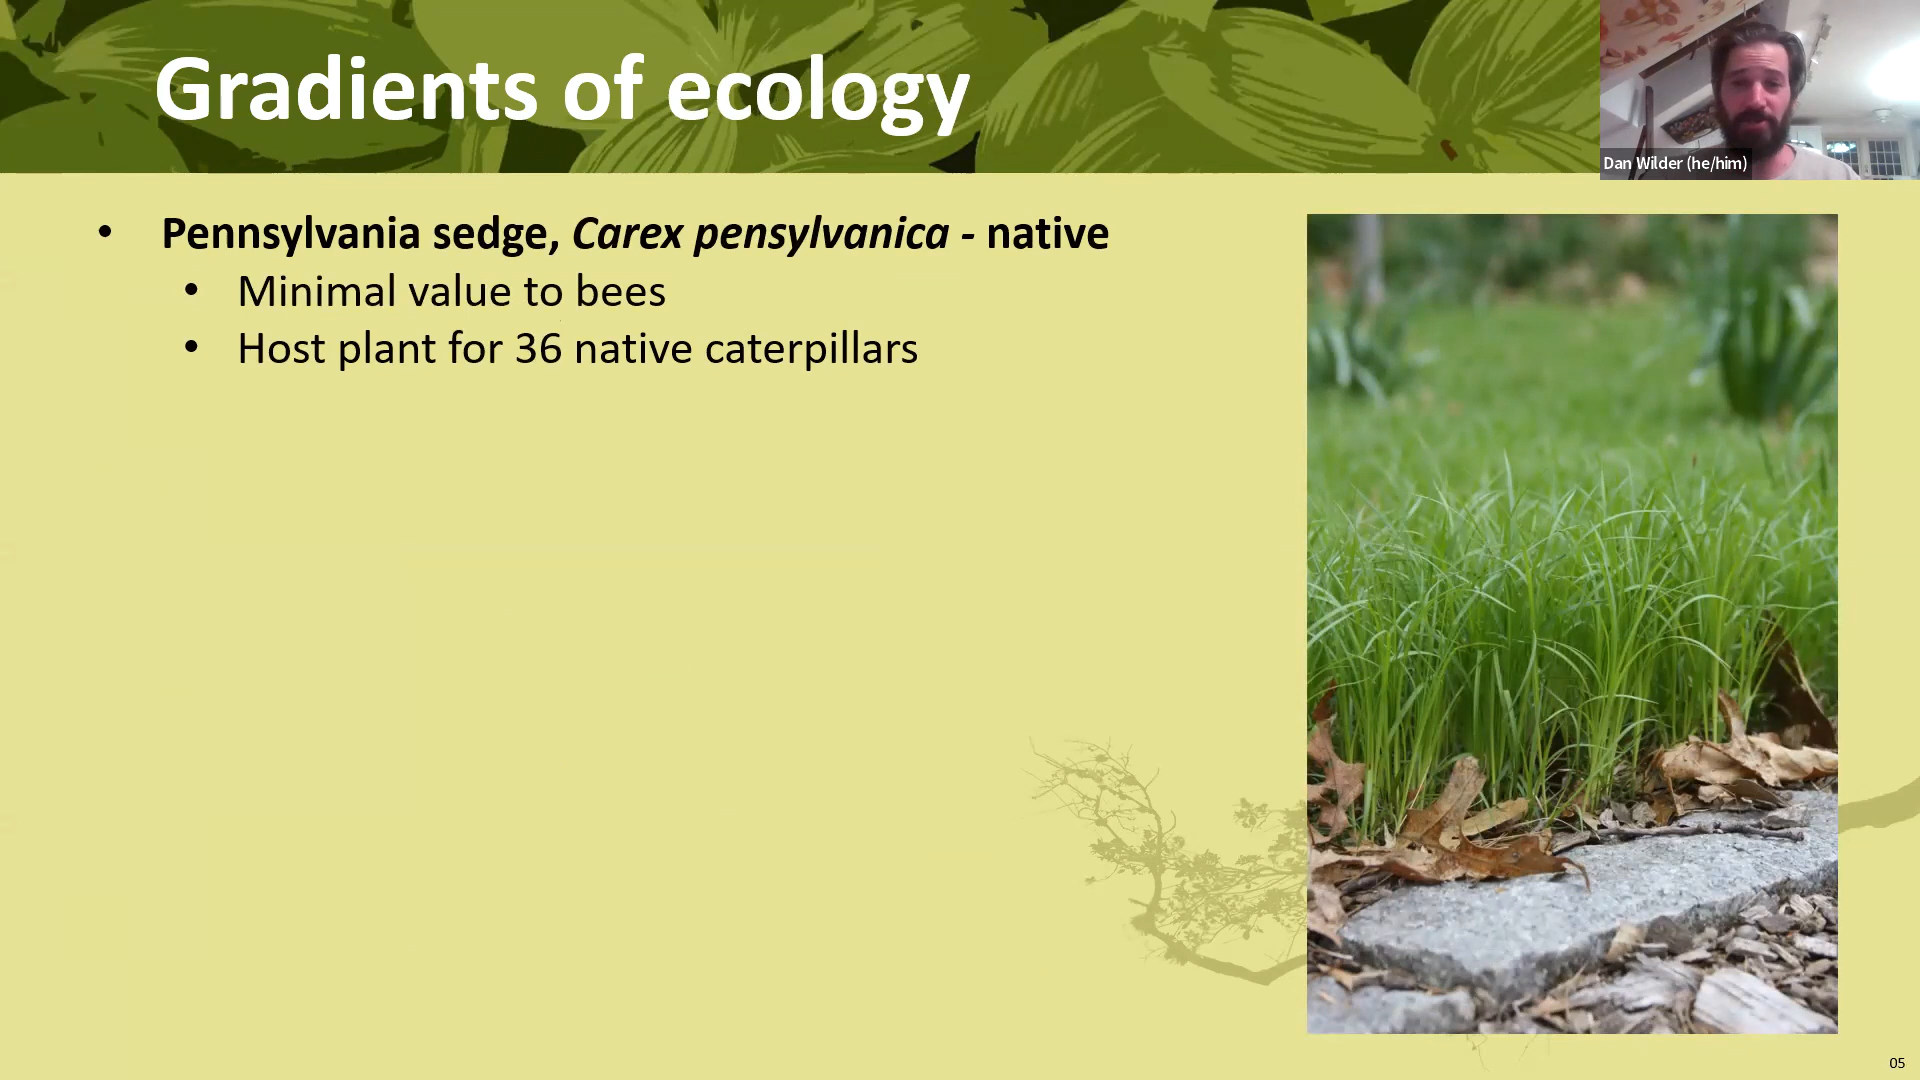 Gradients of ecology
Dan Wilder (he/him)
• Pennsylvania sedge, Carex pensylvanica - native
• Minimal value to bees
• Host plant for 36 native caterpillars
05